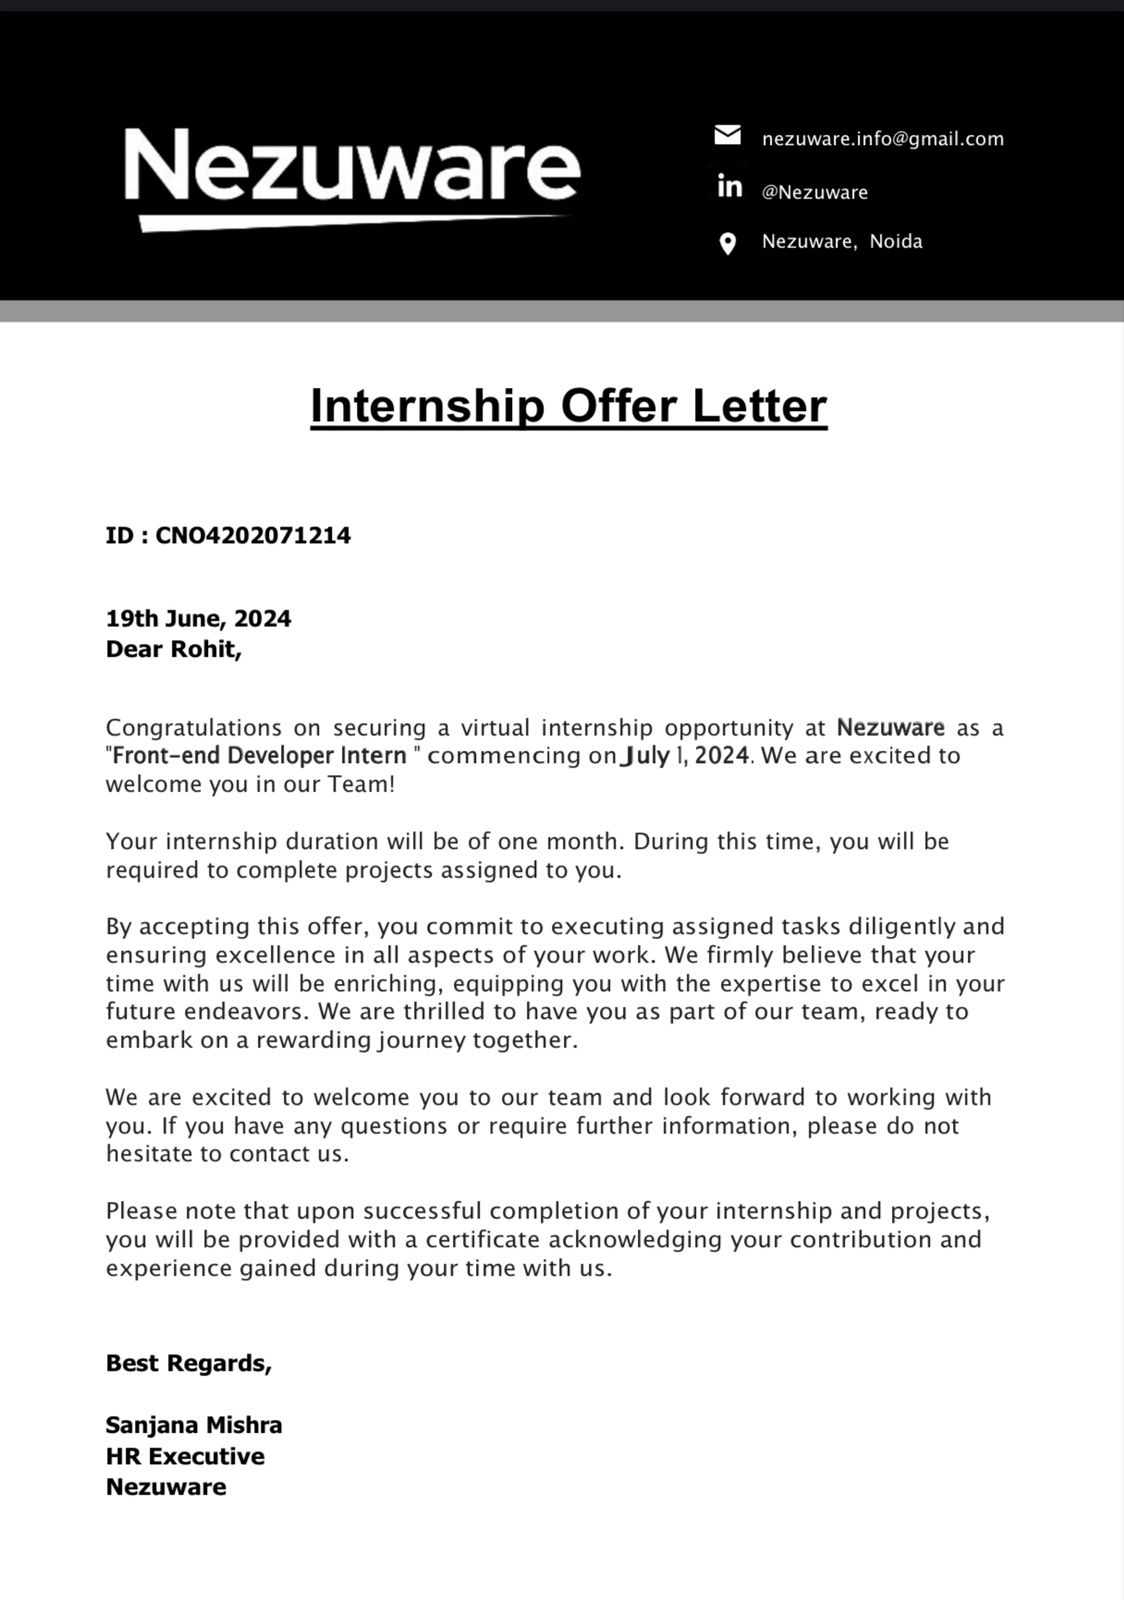 Nezuware
nezuware.info@gmail.com
in @Nezuware
Nezuware, Noida
Internship Offer Letter
ID : CNO4202071214
19th June, 2024
Dear Rohit,
Congratulations on securing a virtual internship opportunity at Nezuware as a
"Front-end Developer Intern " commencing on July 1, 2024. We are excited to
welcome you in our Team!
Your internship duration will be of one month. During this time, you will be
required to complete projects assigned to you.
By accepting this offer, you commit to executing assigned tasks diligently and
ensuring excellence in all aspects of your work. We firmly believe that your
time with us will be enriching, equipping you with the expertise to excel in your
future endeavors. We are thrilled to have you as part of our team, ready to
embark on a rewarding journey together.
We are excited to welcome you to our team and look forward to working with
you. If you have any questions or require further information, please do not
hesitate to contact us.
Please note that upon successful completion of your internship and projects,
you will be provided with a certificate acknowledging your contribution and
experience gained during your time with us.
Best Regards,
Sanjana Mishra
HR Executive
Nezuware